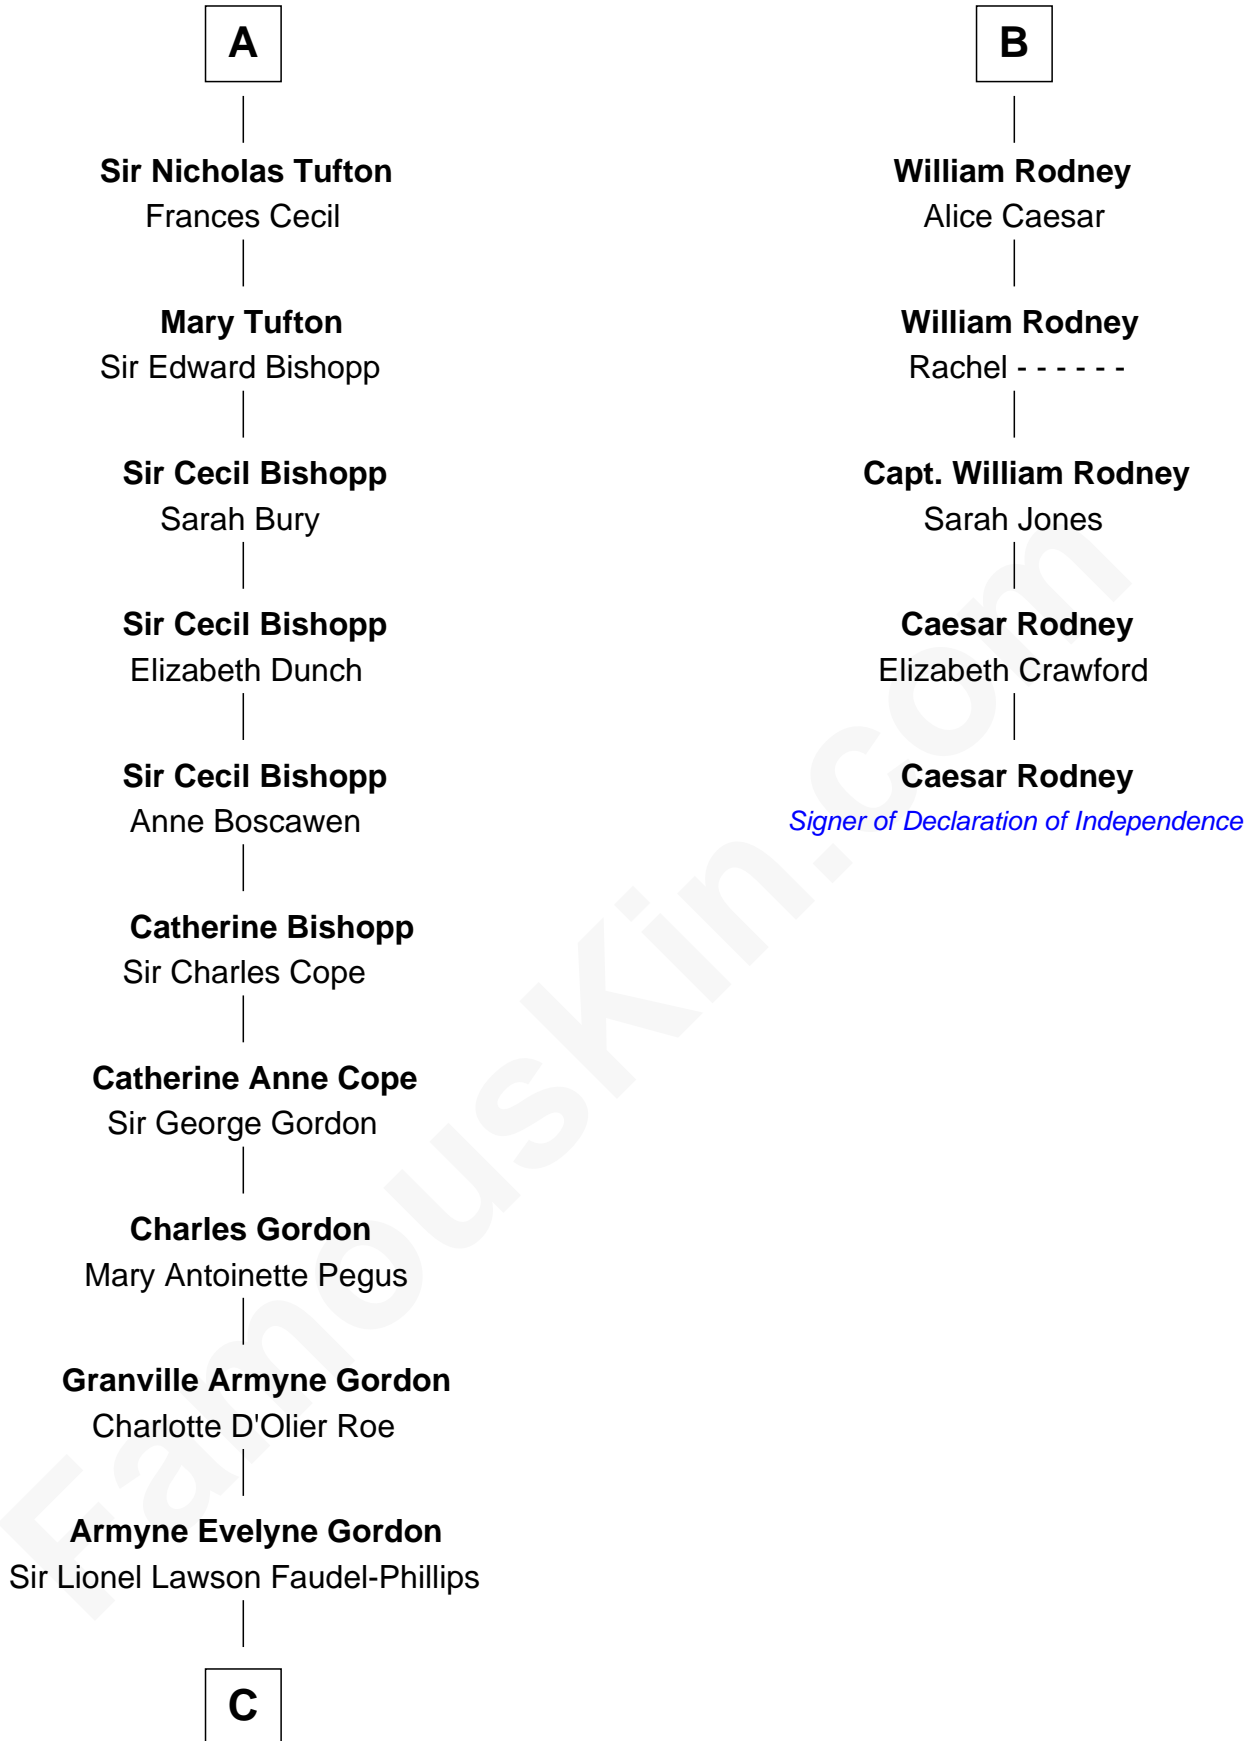 A
Sir Nicholas Tufton
Frances Cecil
Mary Tufton
Sir Edward Bishopp
Sir Cecil Bishopp
Sarah Bury
Sir Cecil Bishopp
Elizabeth Dunch
Sir Cecil Bishopp
Anne Boscawen
Catherine Bishopp
Sir Charles Cope
Catherine Anne Cope
Sir George Gordon
Charles Gordon
Mary Antoinette Pegus
Granville Armyne Gordon
Charlotte D'Olier Roe
Armyne Evelyne Gordon
Sir Lionel Lawson Faudel-Phillips
C
B
William Rodney
Alice Caesar
William Rodney
Rachel - - - - - -
Capt. William Rodney
Sarah Jones
Caesar Rodney
Elizabeth Crawford
Caesar Rodney
Signer of Declaration of Independence
FamousKin.com